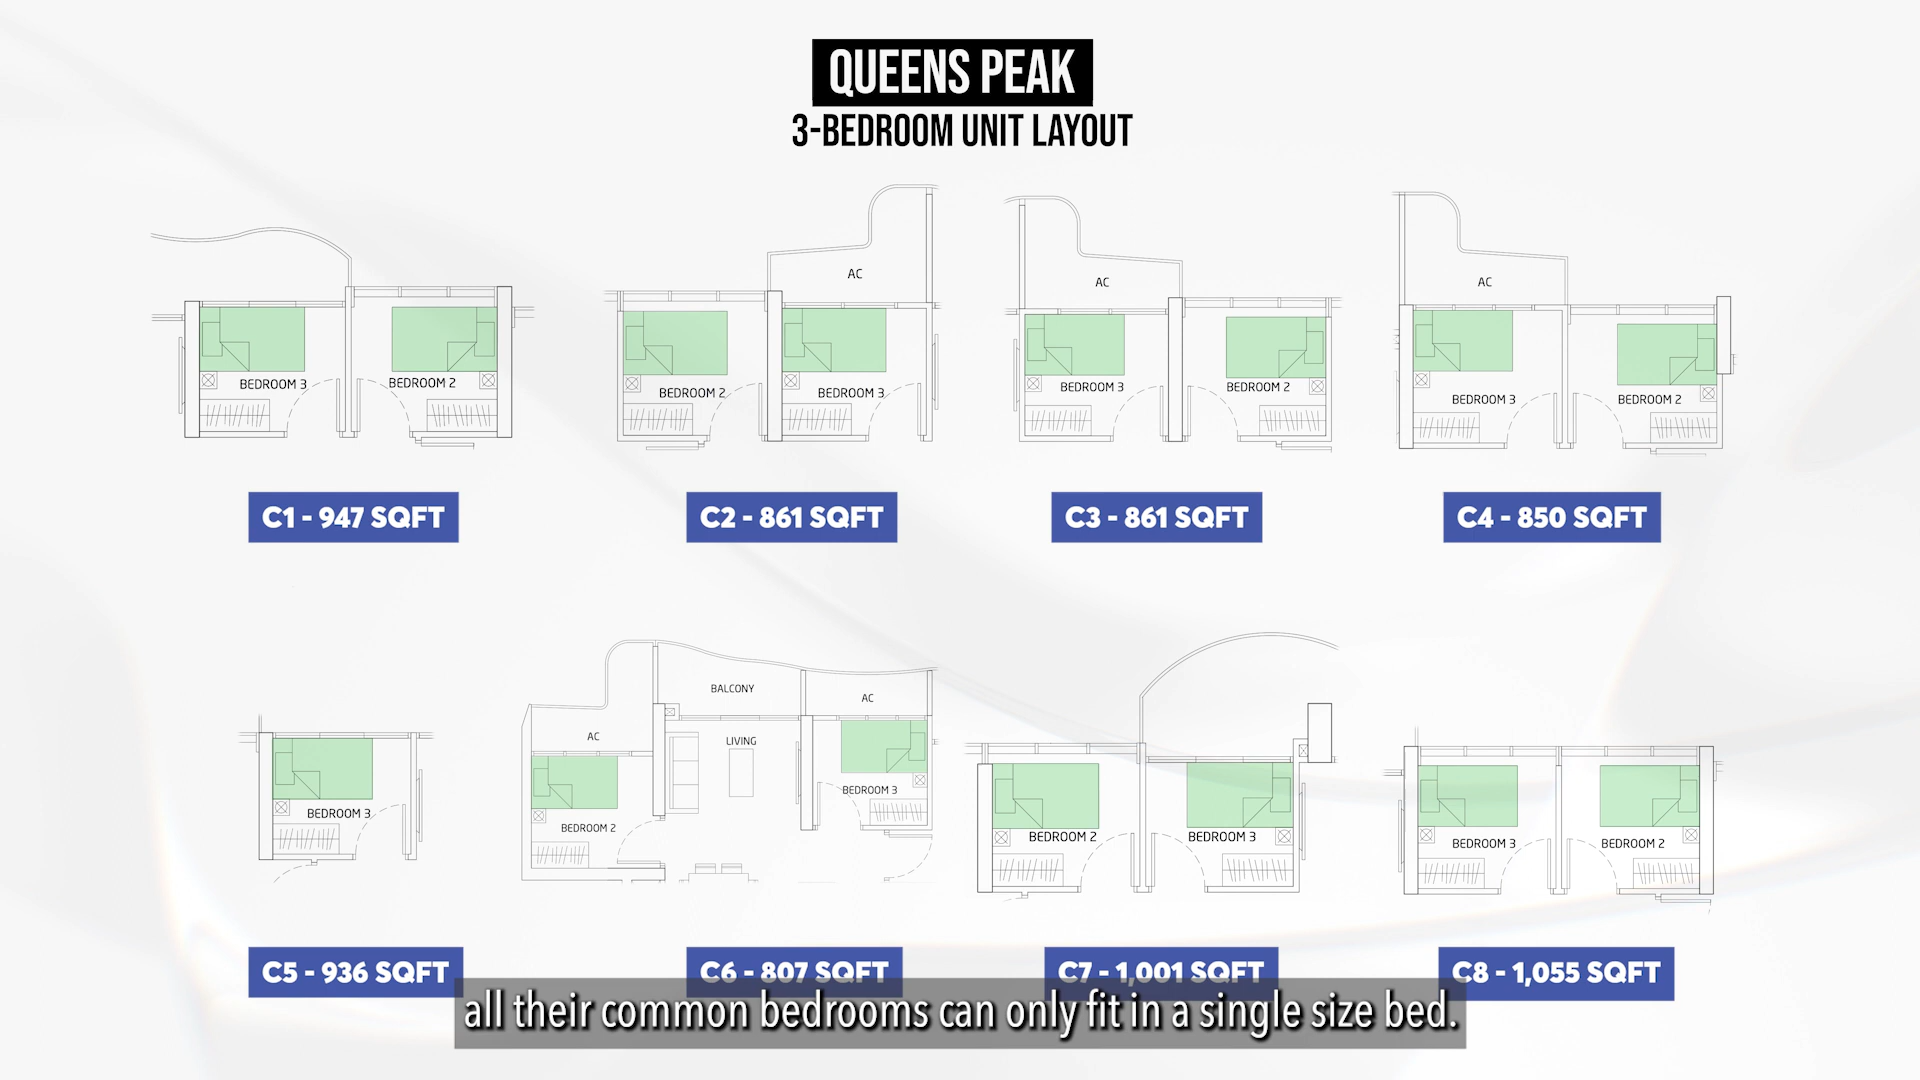 QUEENS PEAK
3-BEDROOM UNIT LAYOUT
BEDROOM 3
BEDROOM 2
C1 - 947 SQFT
AC
BEDROOM 2
BEDROOM 3
C2 - 861 SQFT
AC
BEDROOM 3
BEDROOM 2
C3 - 861 SQFT
AC
BEDROOM 3
BEDROOM 2
C4 - 850 SQFT
BEDROOM 3
C5 - 936 SQFT
BALCONY
AC
AC
LIVING
BEDROOM 3
BEDROOM 2
C6 - 807 SQFT
BEDROOM 2
BEDROOM 3
C7 - 1,001 SQFT
BEDROOM 3
BEDROOM 2
C8 - 1,055 SQFT
all their common bedrooms can only fit in a single size bed.